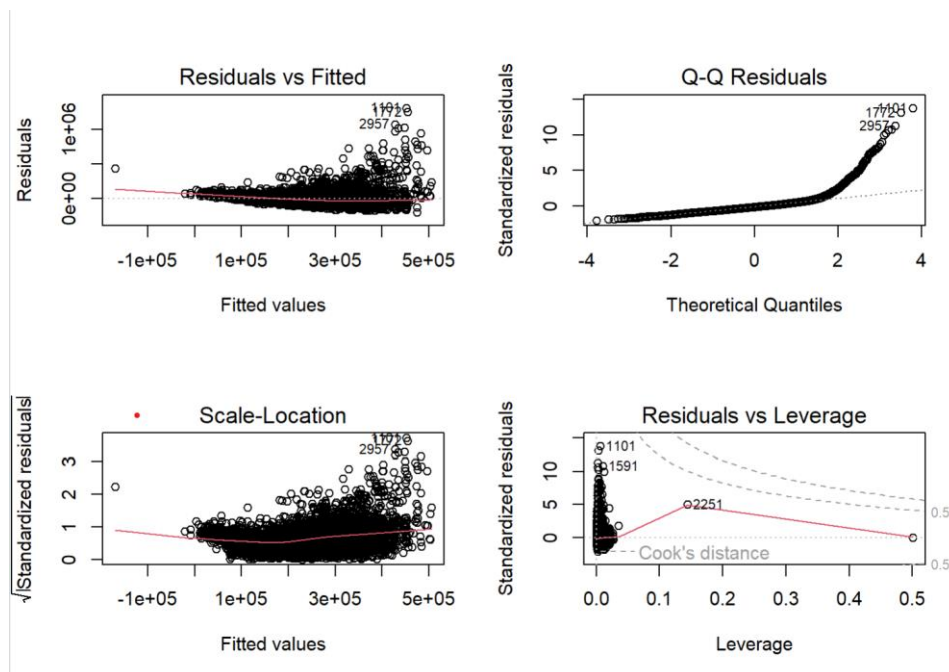 Residuals vs Fitted
Residuals
1e+06
0e+00
1101
1772
2957
-1e+05 1e+05 3e+05 5e+05
Fitted values
Q-Q Residuals
Standardized residuals
10
5
0
1101
1772
2957
-4 -2 0 2 4
Theoretical Quantiles
Scale-Location
√|Standardized residuals|
3
2
1
0
2957
-1e+05 1e+05 3e+05 5e+05
Fitted values
Residuals vs Leverage
Standardized residuals
10
5
0
1101
1591
2251
0.5
Cook's distance
0.5
0.0 0.1 0.2 0.3 0.4 0.5
Leverage